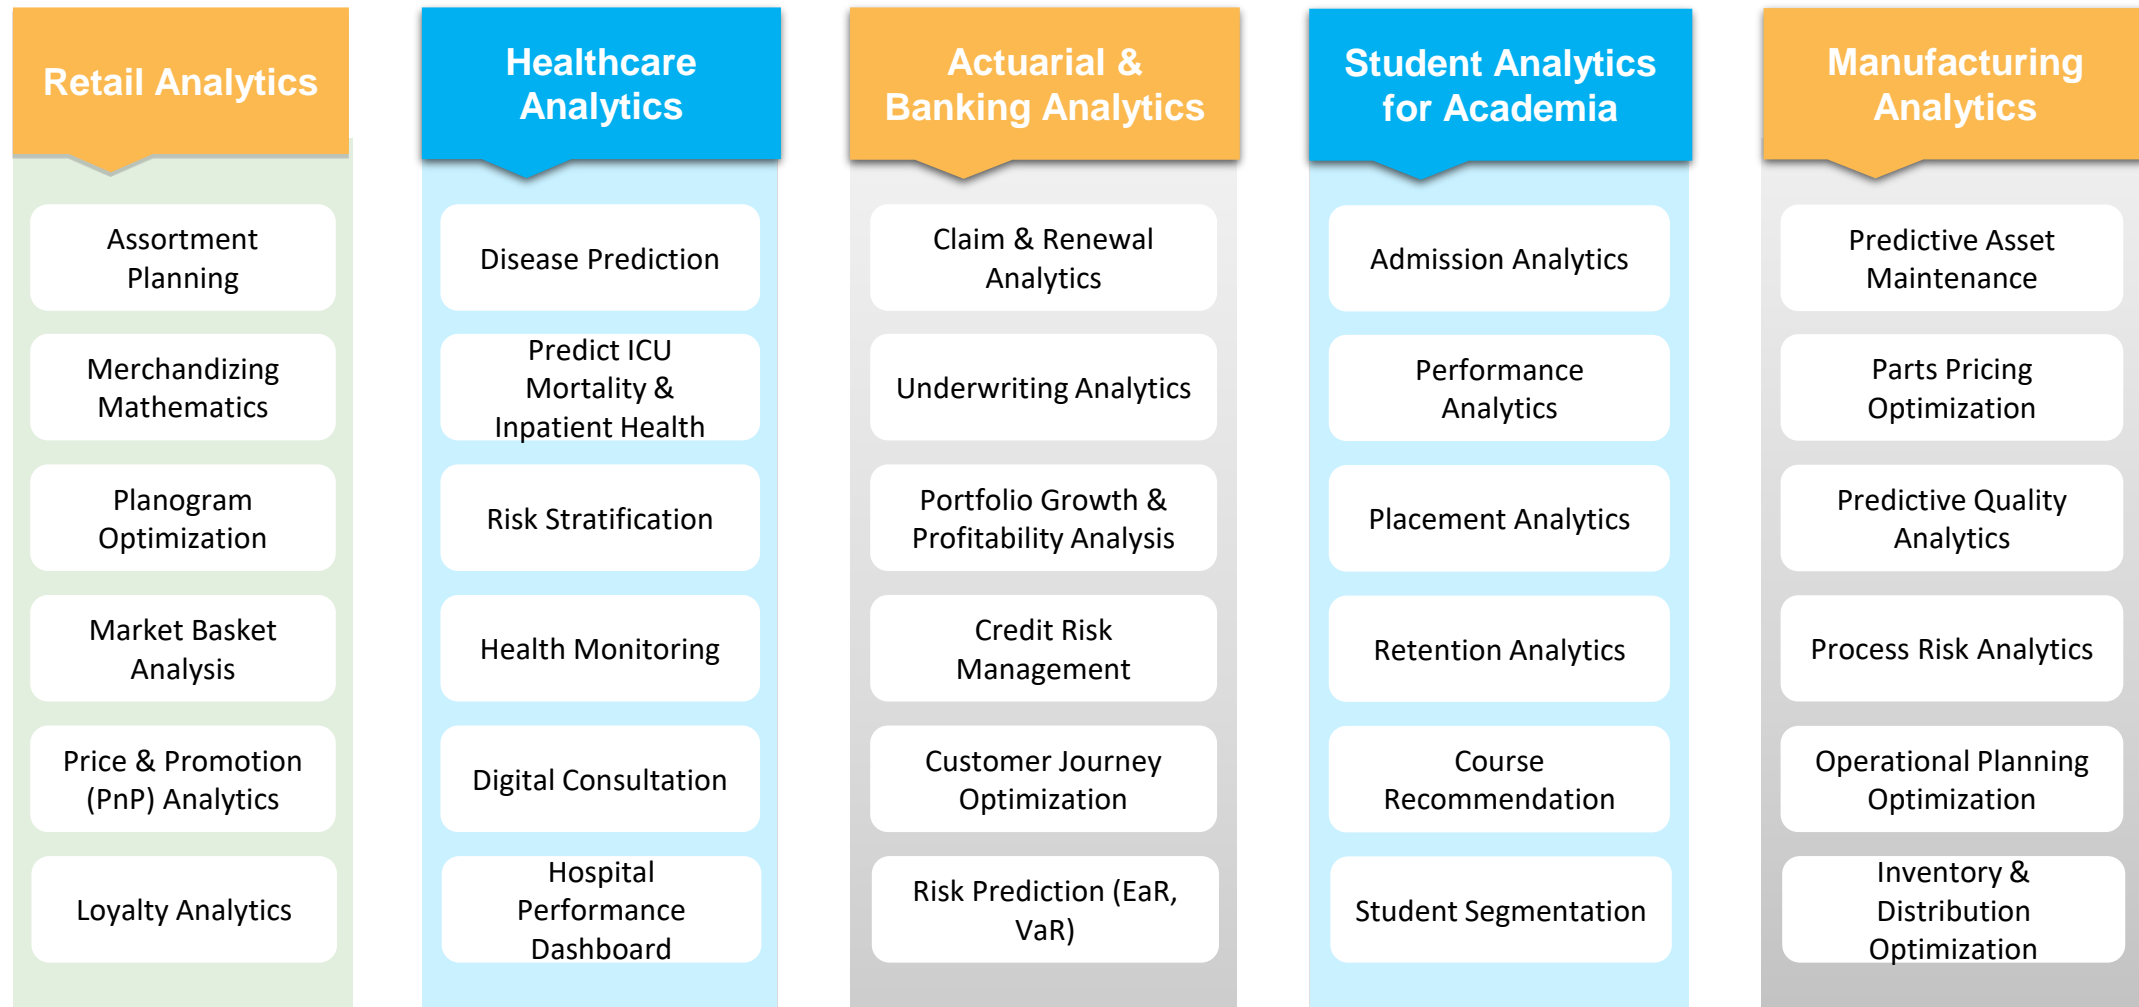 Retail Analytics
Assortment
Planning
Merchandizing
Mathematics
Planogram
Optimization
Market Basket
Analysis
Price & Promotion
(PnP) Analytics
Loyalty Analytics
Healthcare
Analytics
Disease Prediction
Predict ICU
Mortality &
Inpatient Health
Risk Stratification
Health Monitoring
Digital Consultation
Hospital
Performance
Dashboard
Actuarial &
Banking Analytics
Claim & Renewal
Analytics
Underwriting Analytics
Portfolio Growth &
Profitability Analysis
Credit Risk
Management
Customer Journey
Optimization
Risk Prediction (EaR,
VaR)
Student Analytics
for Academia
Admission Analytics
Performance
Analytics
Placement Analytics
Retention Analytics
Course
Recommendation
Student Segmentation
Manufacturing
Analytics
Predictive Asset
Maintenance
Parts Pricing
Optimization
Predictive Quality
Analytics
Process Risk Analytics
Operational Planning
Optimization
Inventory &
Distribution
Optimization